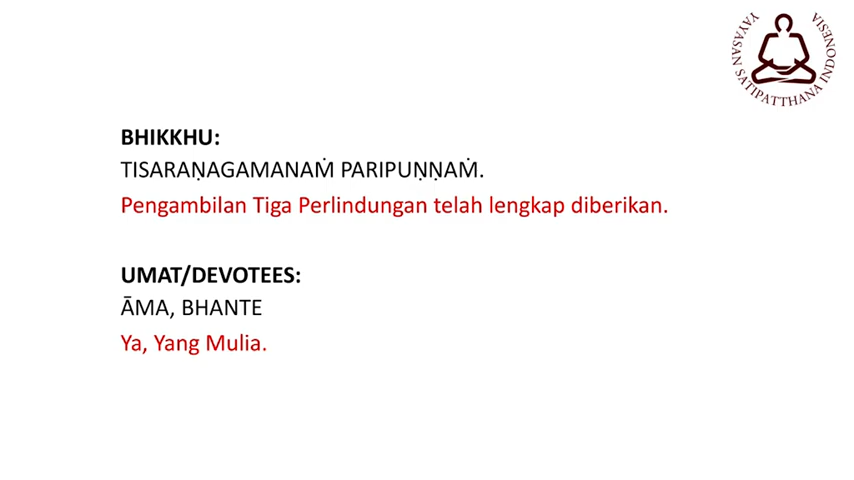 YAYASAN SATIPATTHANA INDONESIA
BHIKKHU:
TISARAṆAGAMANAṀ PARIPUṆṆAṀ.
Pengambilan Tiga Perlindungan telah lengkap diberikan.
UMAT/DEVOTEES:
ĀMA, BHANTE
Ya, Yang Mulia.